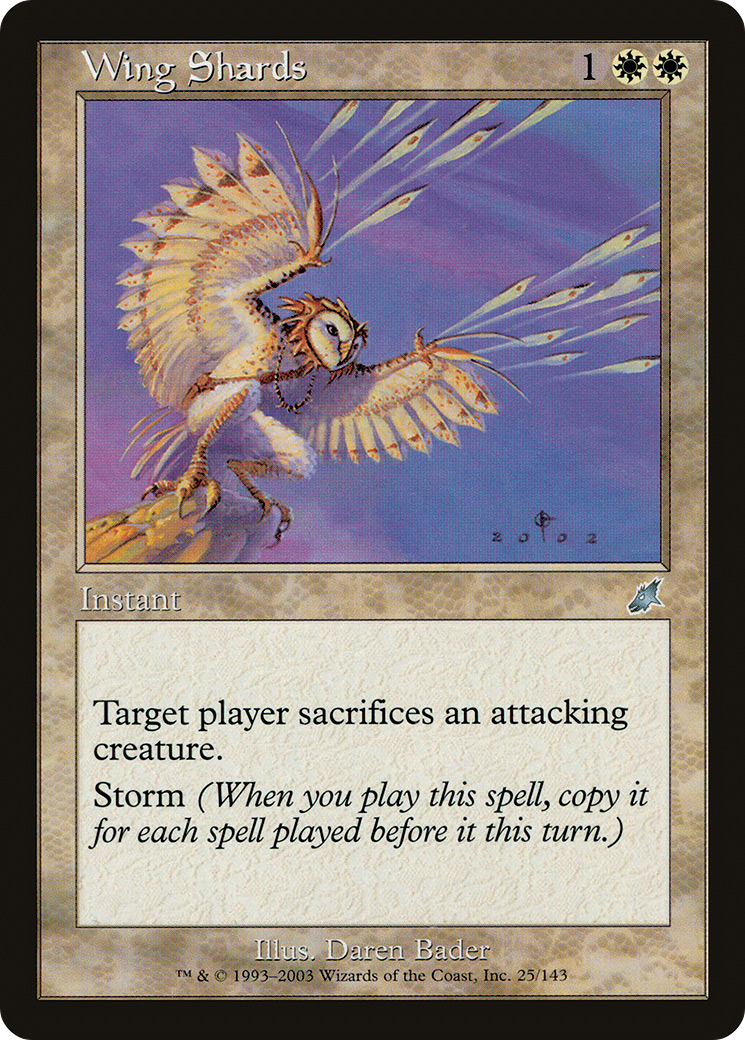 Wing Shards 1
2002
Instant
Target player sacrifices an attacking
creature.
Storm (When you play this spell, copy it
for each spell played before it this turn.)
Illus. Daren Bader
™ & © 1993–2003 Wizards of the Coast, Inc. 25/143